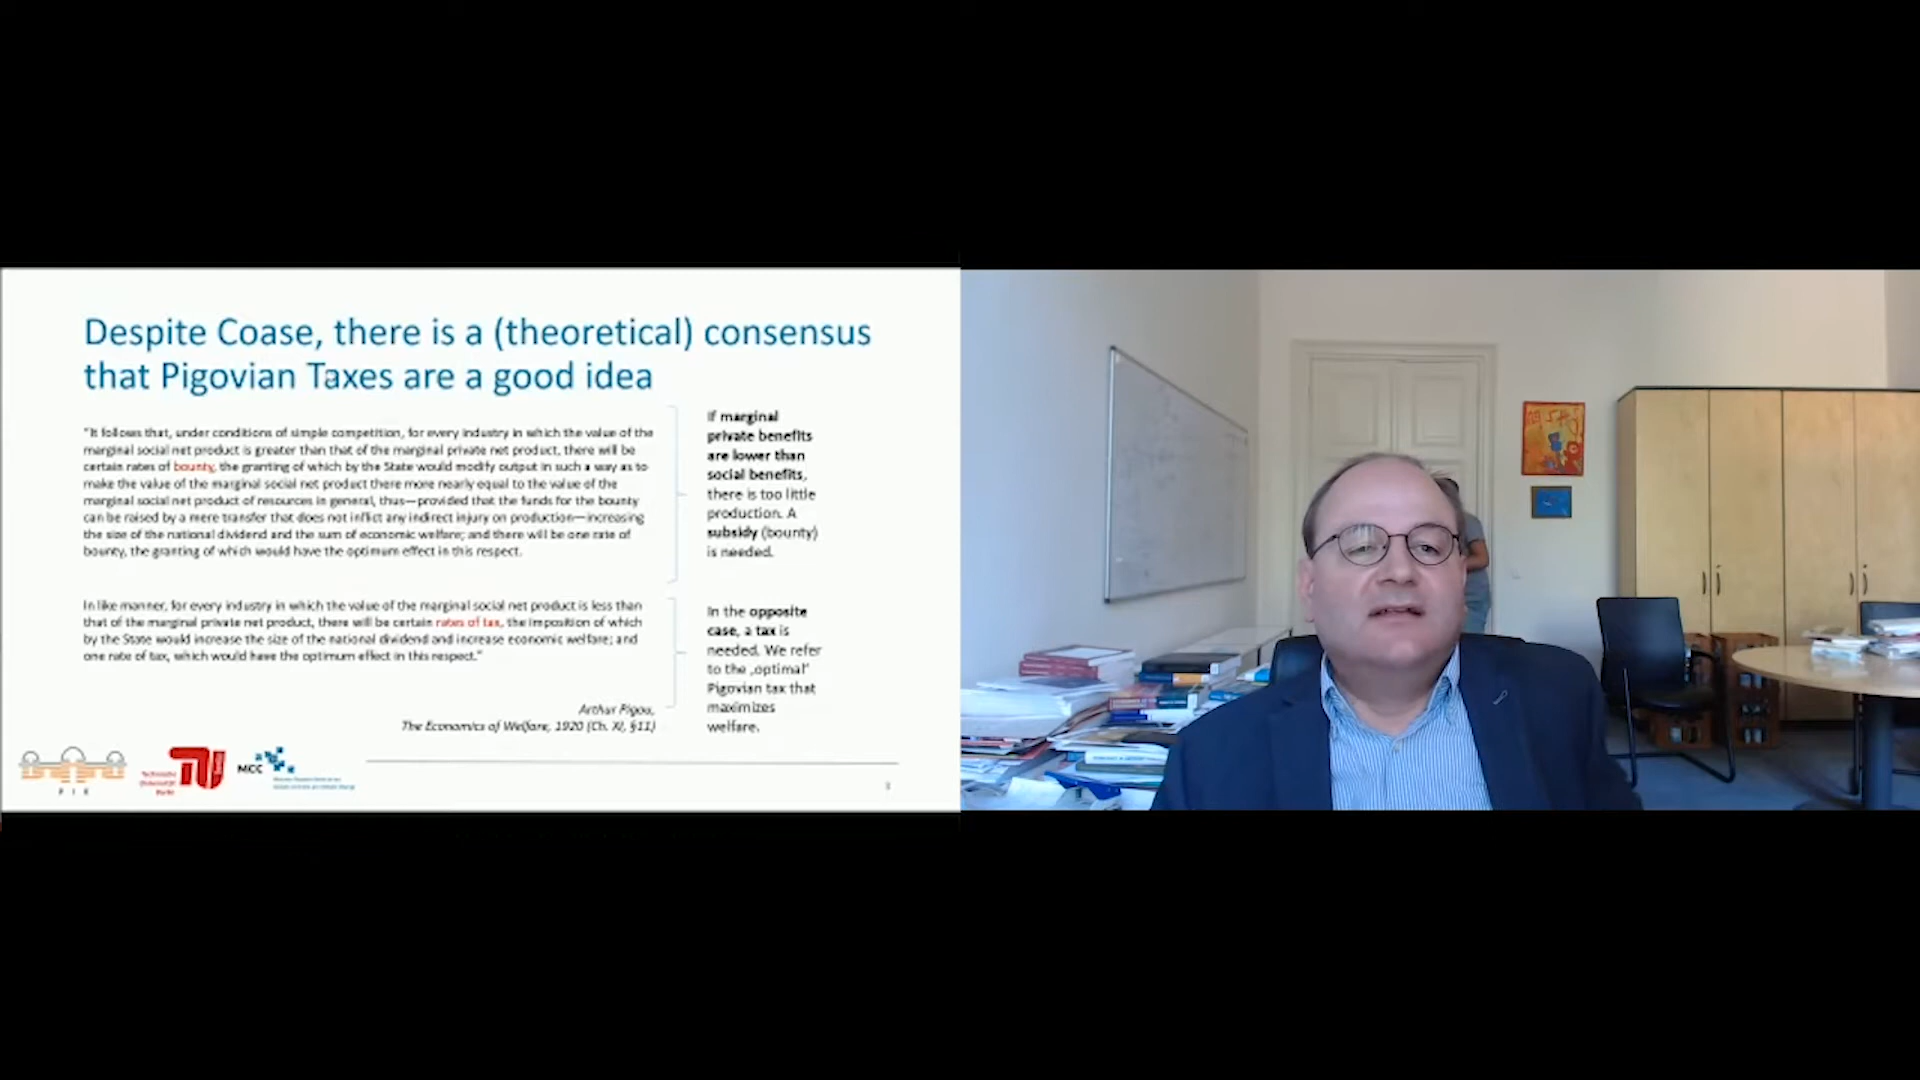 Despite Coase, there is a (theoretical) consensus
that Pigovian Taxes are a good idea
"It follows that, under conditions of simple competition, for every industry in which the value of the
marginal social net product is greater than that of the marginal private net product, there will be
certain rates of bounty, the granting of which by the State would modify output in such a way as to
make the value of the marginal social net product there more nearly equal to the value of the
marginal social net product of resources in general, thus—provided that the funds for the bounty
can be raised by a mere transfer that does not inflict any indirect injury on production—increasing
the size of the national dividend and the sum of economic welfare; and there will be one rate of
bounty, the granting of which would have the optimum effect in this respect.
If marginal
private benefits
are lower than
social benefits,
there is too little
production. A
subsidy (bounty)
is needed.
In like manner, for every industry in which the value of the marginal social net product is less than
that of the marginal private net product, there will be certain rates of tax, the imposition of which
by the State would increase the size of the national dividend and increase economic welfare; and
one rate of tax, which would have the optimum effect in this respect."
In the opposite
case, a tax is
needed. We refer
to the ‚optimal'
Pigovian tax that
maximizes
welfare.
Arthur Pigou,
The Economics of Welfare, 1920 (Ch. XI, §11)
P I E
Technische
Universität
Berlin
MCC
3